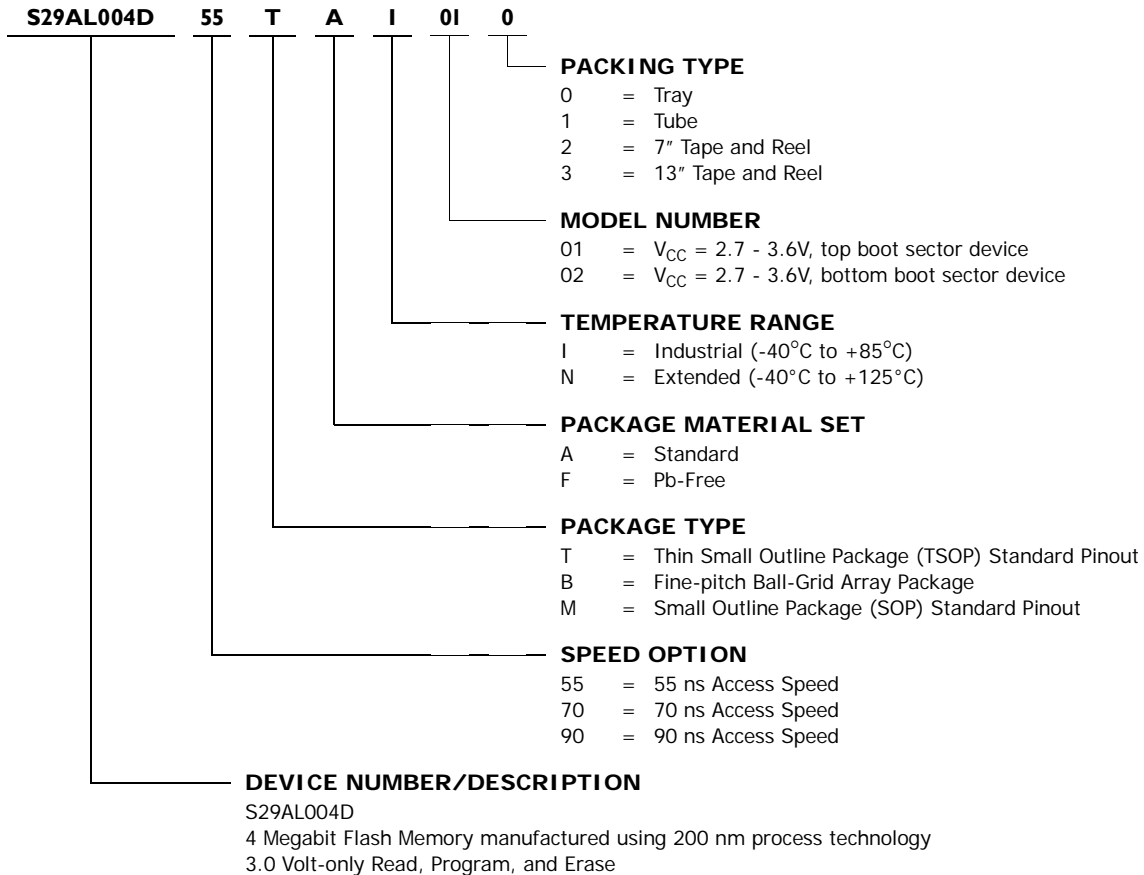 S29AL004D 55 T A I 01 0
PACKING TYPE
0 = Tray
1 = Tube
2 = 7" Tape and Reel
3 = 13" Tape and Reel
MODEL NUMBER
01 = VCC = 2.7 - 3.6V, top boot sector device
02 = VCC = 2.7 - 3.6V, bottom boot sector device
TEMPERATURE RANGE
I = Industrial (-40°C to +85°C)
N = Extended (-40°C to +125°C)
PACKAGE MATERIAL SET
A = Standard
F = Pb-Free
PACKAGE TYPE
T = Thin Small Outline Package (TSOP) Standard Pinout
B = Fine-pitch Ball-Grid Array Package
M = Small Outline Package (SOP) Standard Pinout
SPEED OPTION
55 = 55 ns Access Speed
70 = 70 ns Access Speed
90 = 90 ns Access Speed
DEVICE NUMBER/DESCRIPTION
S29AL004D
4 Megabit Flash Memory manufactured using 200 nm process technology
3.0 Volt-only Read, Program, and Erase